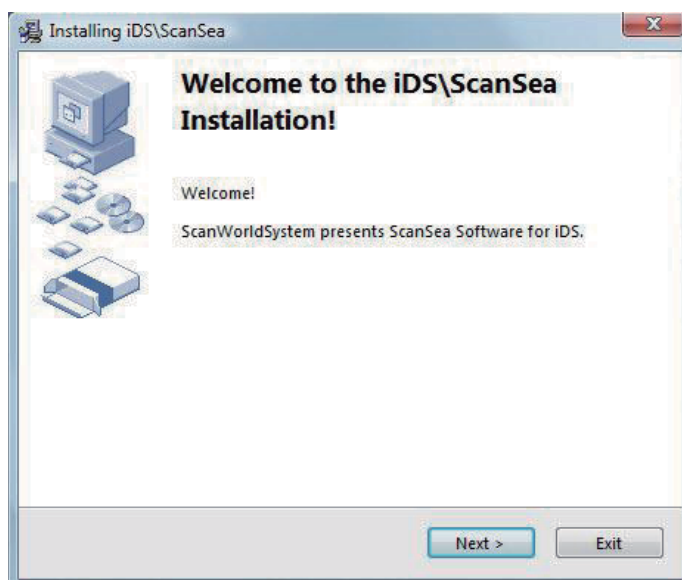 Installing iDS\ScanSea
Welcome to the iDS\ScanSea
Installation!
Welcome!
ScanWorldSystem presents ScanSea Software for iDS.
Next >
Exit